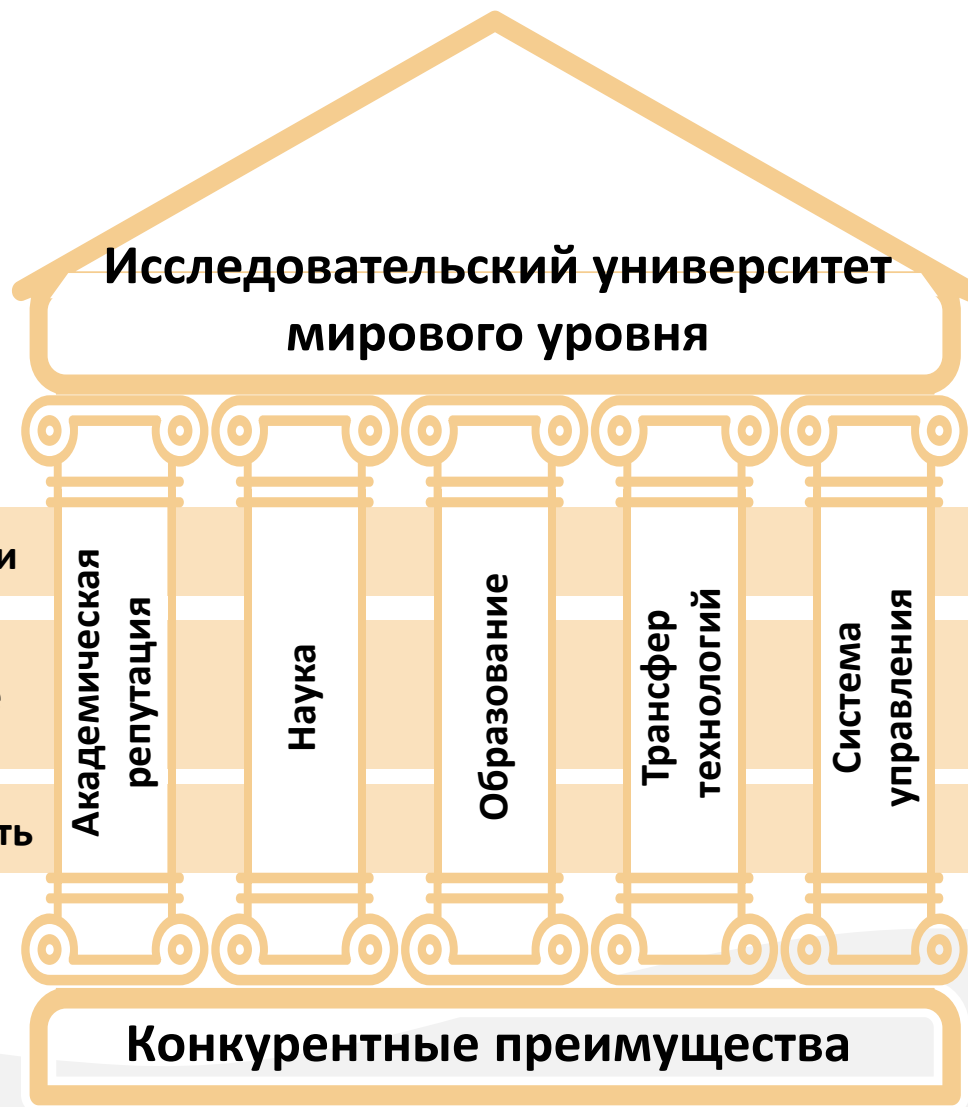 Исследовательский университет
мирового уровня
Академическая
репутация
Наука
Образование
Трансфер
технологий
Система
управления
Конкурентные преимущества